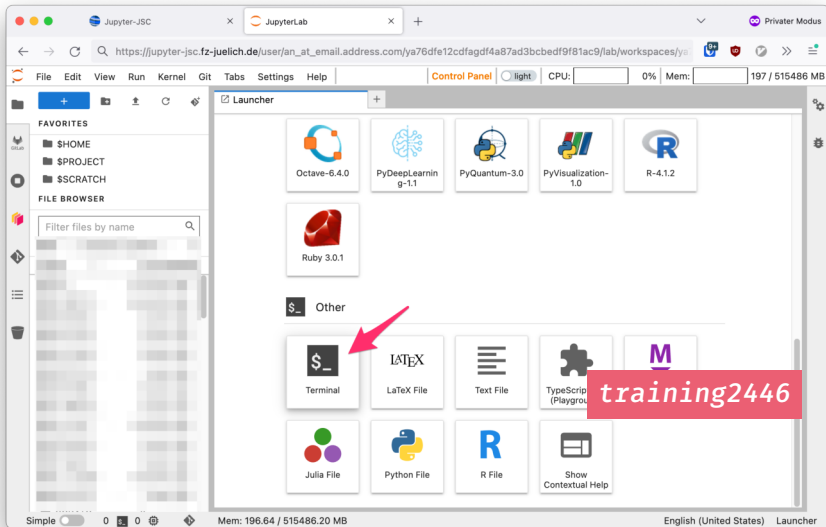 Jupyter-JSC
JupyterLab
Privater Modus
https://jupyter-jsc.fz-juelich.de/user/an_at_email.address.com/ya76dfe12cdfagdf4a87ad3bcbedf9f81ac9/lab/workspaces/ya
9+
File Edit View Run Kernel Git Tabs Settings Help
Control Panel light CPU: 0% Mem: 197 / 515486 MB
Launcher
FAVORITES
$HOME
$PROJECT
$SCRATCH
FILE BROWSER
Filter files by name
Octave-6.4.0
PyDeepLearnin
g-1.1
PyQuantum-3.0
PyVisualization-
1.0
R
R-4.1.2
Ruby 3.0.1
$_ Other
$_
Terminal
LATEX
LaTeX File
Text File
TypeScript
(Playgrou
M
training2446
Julia File
Python File
R
R File
Show
Contextual Help
Simple 0 $_ 0 Mem: 196.64 / 515486.20 MB English (United States) Launcher